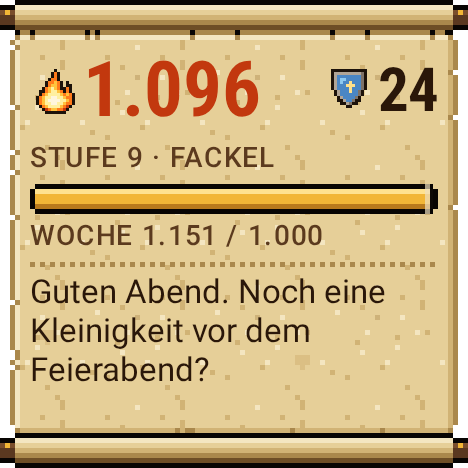 1.096 24
STUFE 9 · FACKEL
WOCHE 1.151 / 1.000
Guten Abend. Noch eine
Kleinigkeit vor dem
Feierabend?